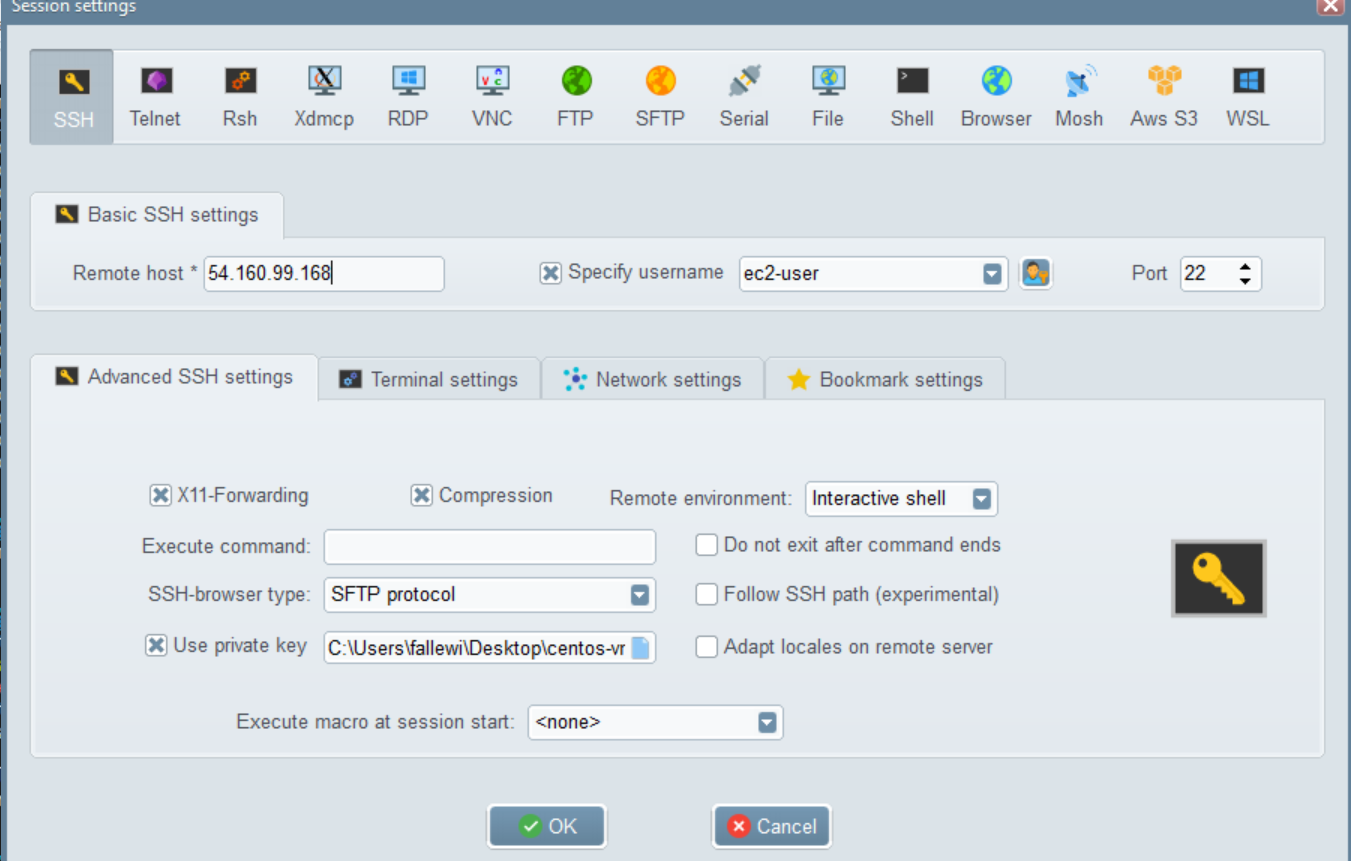 Session settings
SSH Telnet Rsh Xdmcp RDP VNC FTP SFTP Serial File Shell Browser Mosh Aws S3 WSL
Basic SSH settings
Remote host * 54.160.99.168 Specify username ec2-user Port 22
Advanced SSH settings Terminal settings Network settings Bookmark settings
X11-Forwarding Compression Remote environment: Interactive shell
Execute command: Do not exit after command ends
SSH-browser type: SFTP protocol Follow SSH path (experimental)
Use private key C:\Users\fallewi\Desktop\centos-vr Adapt locales on remote server
Execute macro at session start: <none>
OK Cancel